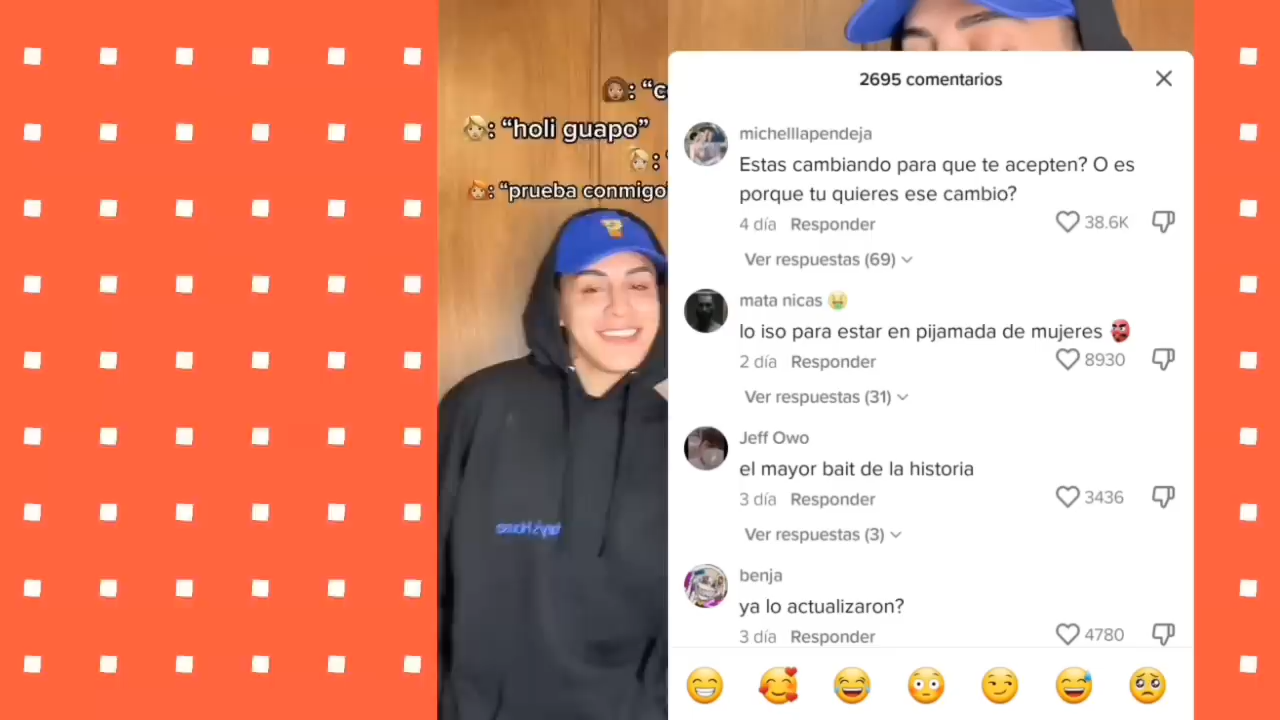 : “c
: “holi guapo”
: “
: “prueba conmigo”
2695 comentarios
michelllapendeja
Estas cambiando para que te acepten? O es
porque tu quieres ese cambio?
4 día Responder
38.6K
Ver respuestas (69)
mata nicas 🤑
lo iso para estar en pijamada de mujeres 👺
2 día Responder
8930
Ver respuestas (31)
Jeff Owo
el mayor bait de la historia
3 día Responder
3436
Ver respuestas (3)
benja
ya lo actualizaron?
3 día Responder
4780